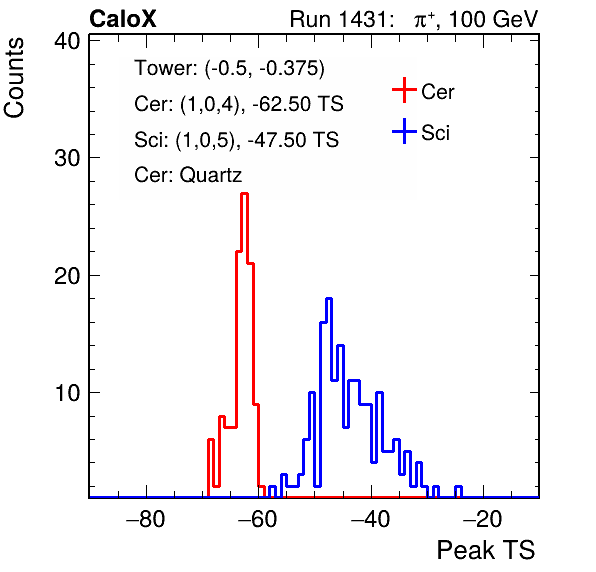 CaloX Run 1431: π⁺, 100 GeV
Counts
40
30
20
10
Tower: (-0.5, -0.375)
Cer: (1,0,4), -62.50 TS
Sci: (1,0,5), -47.50 TS
Cer: Quartz
Cer
Sci
−80 −60 −40 −20
Peak TS